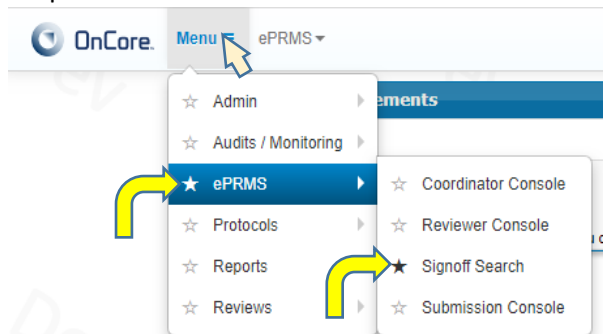 OnCore. Menu ePRMS
Admin
ements
Audits / Monitoring
ePRMS
Coordinator Console
Protocols
Reviewer Console
Reports
Signoff Search
Reviews
Submission Console
Dev